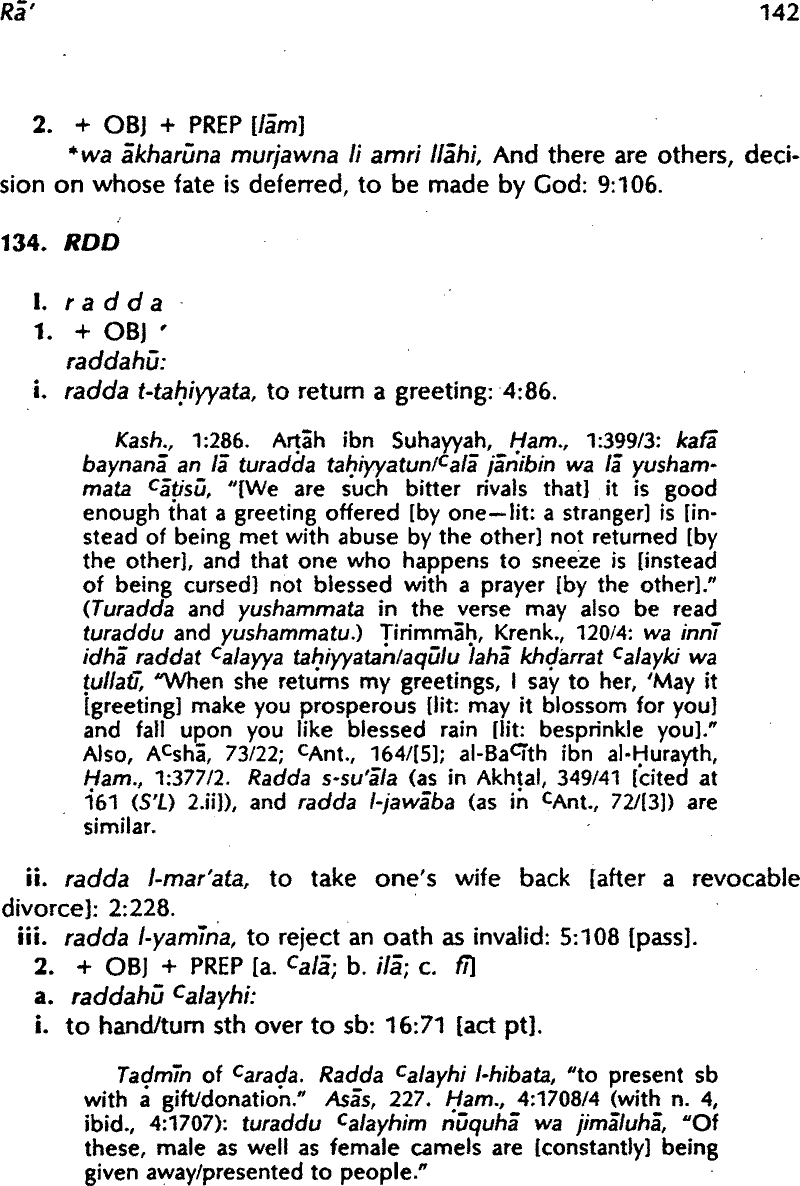 Rā' 142
2. + OBJ + PREP [lām]
*wa ākharūna murjawna li amri llāhi, And there are others, deci-
sion on whose fate is deferred, to be made by God: 9:106.
134. RDD
I. r a d d a
1. + OBJ '
raddahū:
i. radda t-taḥiyyata, to return a greeting: 4:86.
Kash., 1:286. Arṭāh ibn Suhayyah, Ḥam., 1:399/3: kafā
baynanā an lā turadda taḥiyyatun/ᶜalā jānibin wa lā yusham-
mata ᶜāṭisū, "[We are such bitter rivals that] it is good
enough that a greeting offered [by one—lit: a stranger] is [in-
stead of being met with abuse by the other] not returned [by
the other], and that one who happens to sneeze is [instead
of being cursed] not blessed with a prayer [by the other]."
(Turadda and yushammata in the verse may also be read
turaddu and yushammatu.) Ṭirimmāḥ, Krenk., 120/4: wa innī
idhā raddat ᶜalayya taḥiyyatan/aqūlu lahā khḍarrat ᶜalayki wa
ṭullatī, "When she returns my greetings, I say to her, 'May it
[greeting] make you prosperous [lit: may it blossom for you]
and fall upon you like blessed rain [lit: besprinkle you]."
Also, Aᶜshā, 73/22; ᶜAnt., 164/[5]; al-Baᶜīth ibn al-Ḥurayth,
Ḥam., 1:377/2. Radda s-su'āla (as in Akhṭal, 349/41 [cited at
161 (S'L) 2.ii]), and radda l-jawāba (as in ᶜAnt., 72/[3]) are
similar.
ii. radda l-mar'ata, to take one's wife back [after a revocable
divorce]: 2:228.
iii. radda l-yamīna, to reject an oath as invalid: 5:108 [pass].
2. + OBJ + PREP [a. ᶜalā; b. ilā; c. fī]
a. raddahū ᶜalayhi:
i. to hand/turn sth over to sb: 16:71 [act pt].
Taḍmīn of ᶜaraḍa. Radda ᶜalayhi l-hibata, "to present sb
with a gift/donation." Asās, 227. Ḥam., 4:1708/4 (with n. 4,
ibid., 4:1707): turaddu ᶜalayhim nūquhā wa jimāluhā, "Of
these, male as well as female camels are [constantly] being
given away/presented to people."